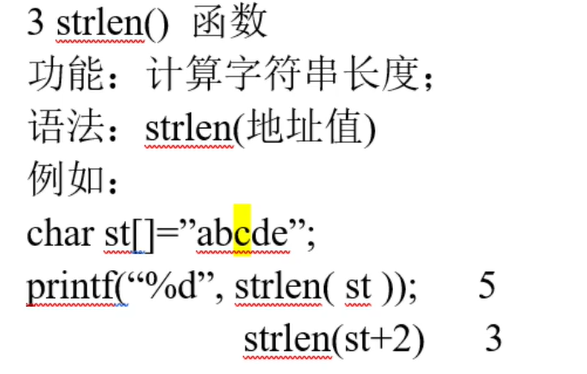 3 strlen()  函数
功能：计算字符串长度；
语法：strlen(地址值)
例如：
char st[]=”abcde”;
printf(“%d”, strlen( st ));      5
strlen(st+2)      3